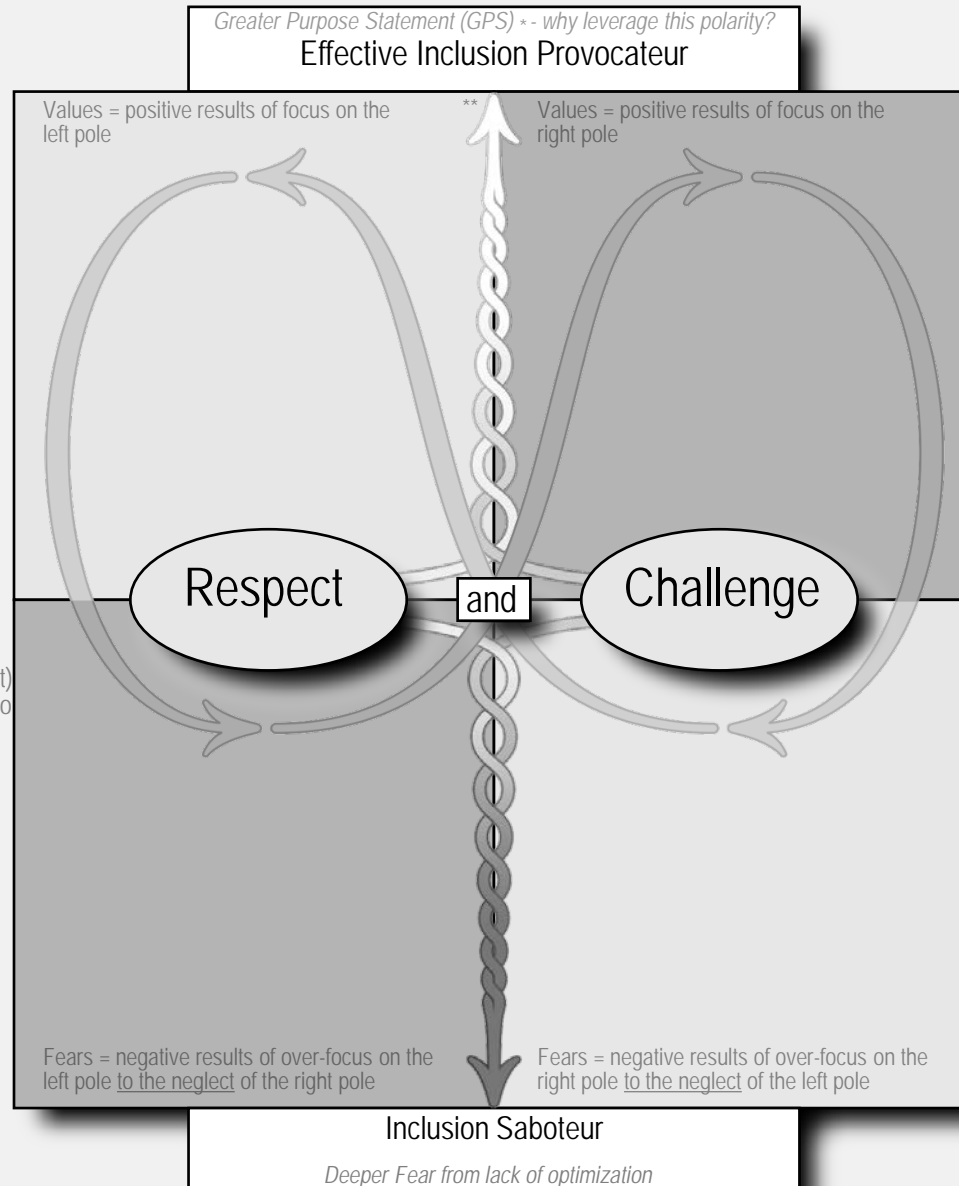 Greater Purpose Statement (GPS) * - why leverage this polarity?
Effective Inclusion Provocateur
Values = positive results of focus on the
left pole
**
Values = positive results of focus on the
right pole
Respect
and
Challenge
t)
o
Fears = negative results of over-focus on the
left pole to the neglect of the right pole
Fears = negative results of over-focus on the
right pole to the neglect of the left pole
Inclusion Saboteur
Deeper Fear from lack of optimization